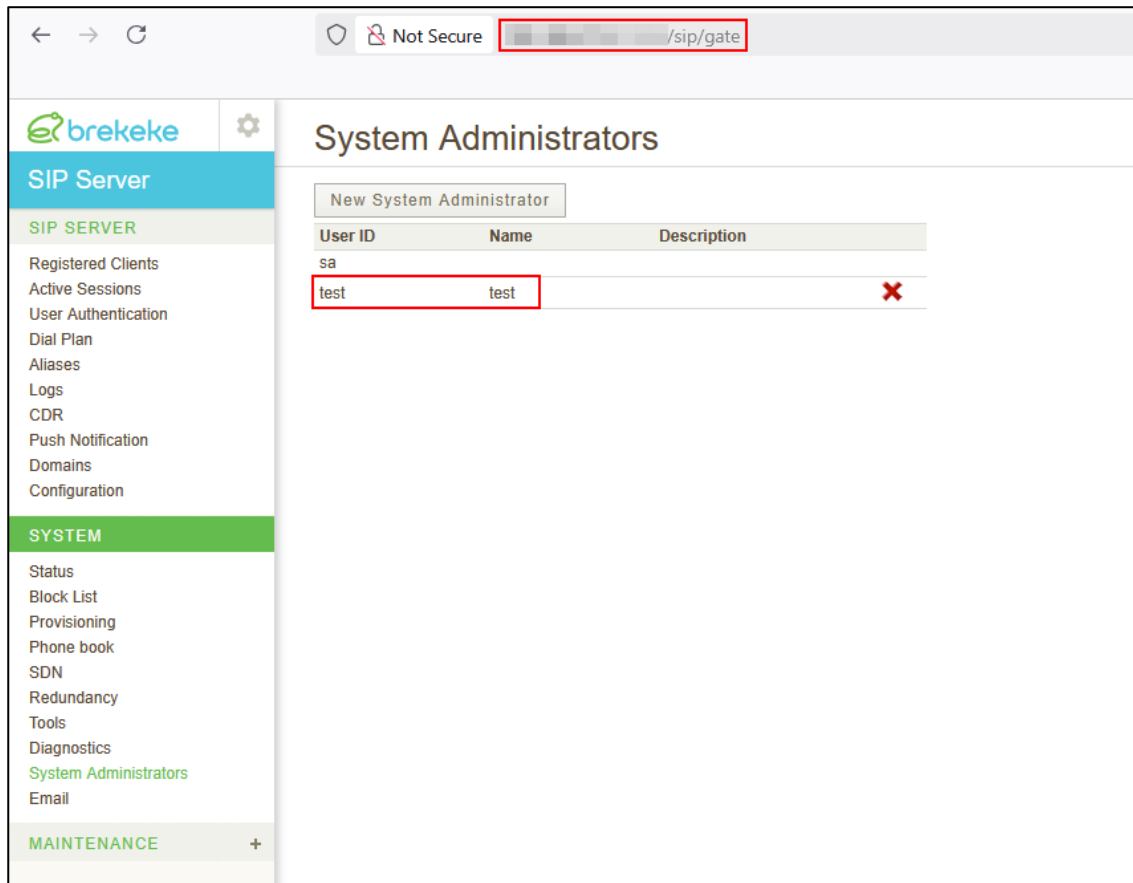 Not Secure /sip/gate
brekeke
SIP Server
SIP SERVER
Registered Clients
Active Sessions
User Authentication
Dial Plan
Aliases
Logs
CDR
Push Notification
Domains
Configuration
SYSTEM
Status
Block List
Provisioning
Phone book
SDN
Redundancy
Tools
Diagnostics
System Administrators
Email
MAINTENANCE +
System Administrators
New System Administrator
User ID Name Description
sa
test test